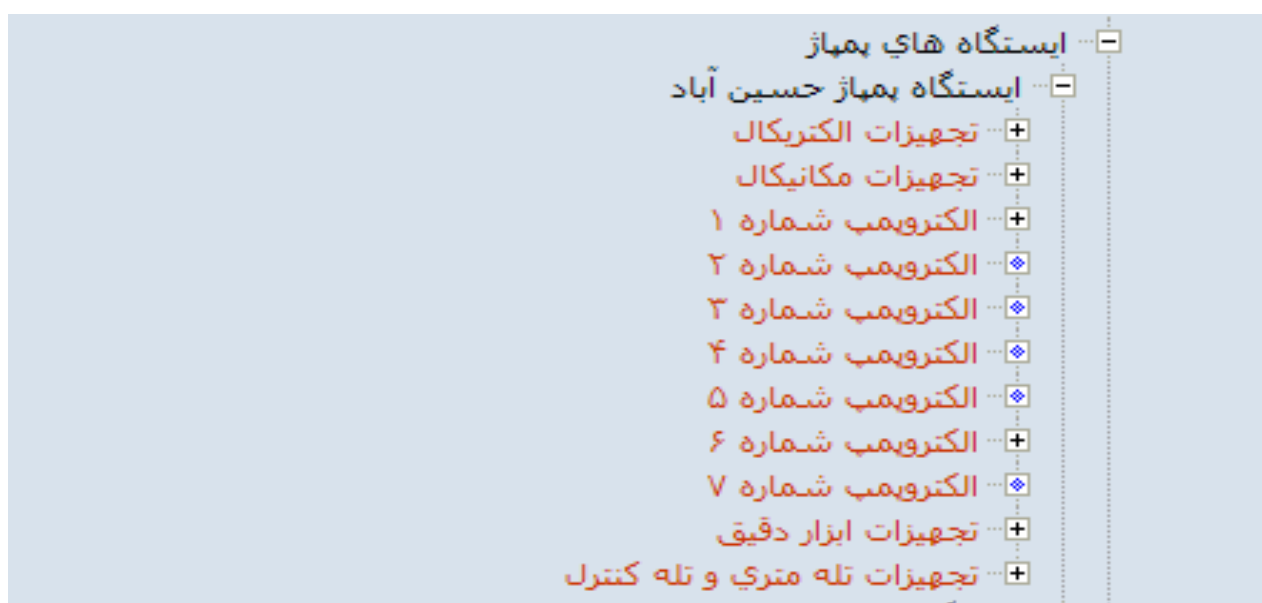 ايستگاه هاي پمپاژ
ايستگاه پمپاژ حسين آباد
تجهيزات الكتريكال
تجهيزات مكانيكال
الكتروپمپ شماره ۱
الكتروپمپ شماره ۲
الكتروپمپ شماره ۳
الكتروپمپ شماره ۴
الكتروپمپ شماره ۵
الكتروپمپ شماره ۶
الكتروپمپ شماره ۷
تجهيزات ابزار دقيق
تجهيزات تله متري و تله كنترل